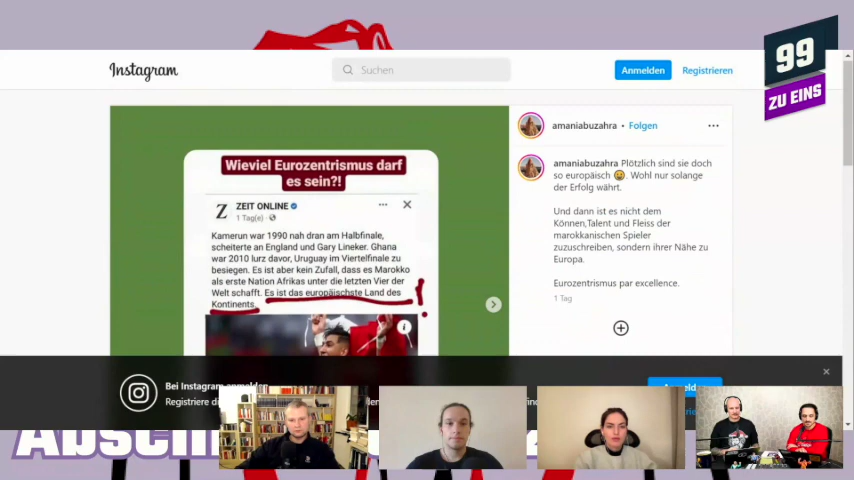 Instagram
Suchen
Anmelden
Registrieren
99
ZU EINS
Wieviel Eurozentrismus darf
es sein?!
ZEIT ONLINE
1 Tag(e)
Kamerun war 1990 nah dran am Halbfinale,
scheiterte an England und Gary Lineker. Ghana
war 2010 kurz davor, Uruguay im Viertelfinale zu
besiegen. Es ist aber kein Zufall, dass es Marokko
als erste Nation Afrikas unter die letzten Vier der
Welt schafft. Es ist das europäischste Land des
Kontinents.
amaniabuzahra • Folgen
amaniabuzahra Plötzlich sind sie doch
so europäisch. Wohl nur solange
der Erfolg währt.
Und dann ist es nicht dem
Können,Talent und Fleiss der
marokkanischen Spieler
zuzuschreiben, sondern ihrer Nähe zu
Europa.
Eurozentrismus par excellence.
1 Tag
Bei Instagram anmelden
Registriere